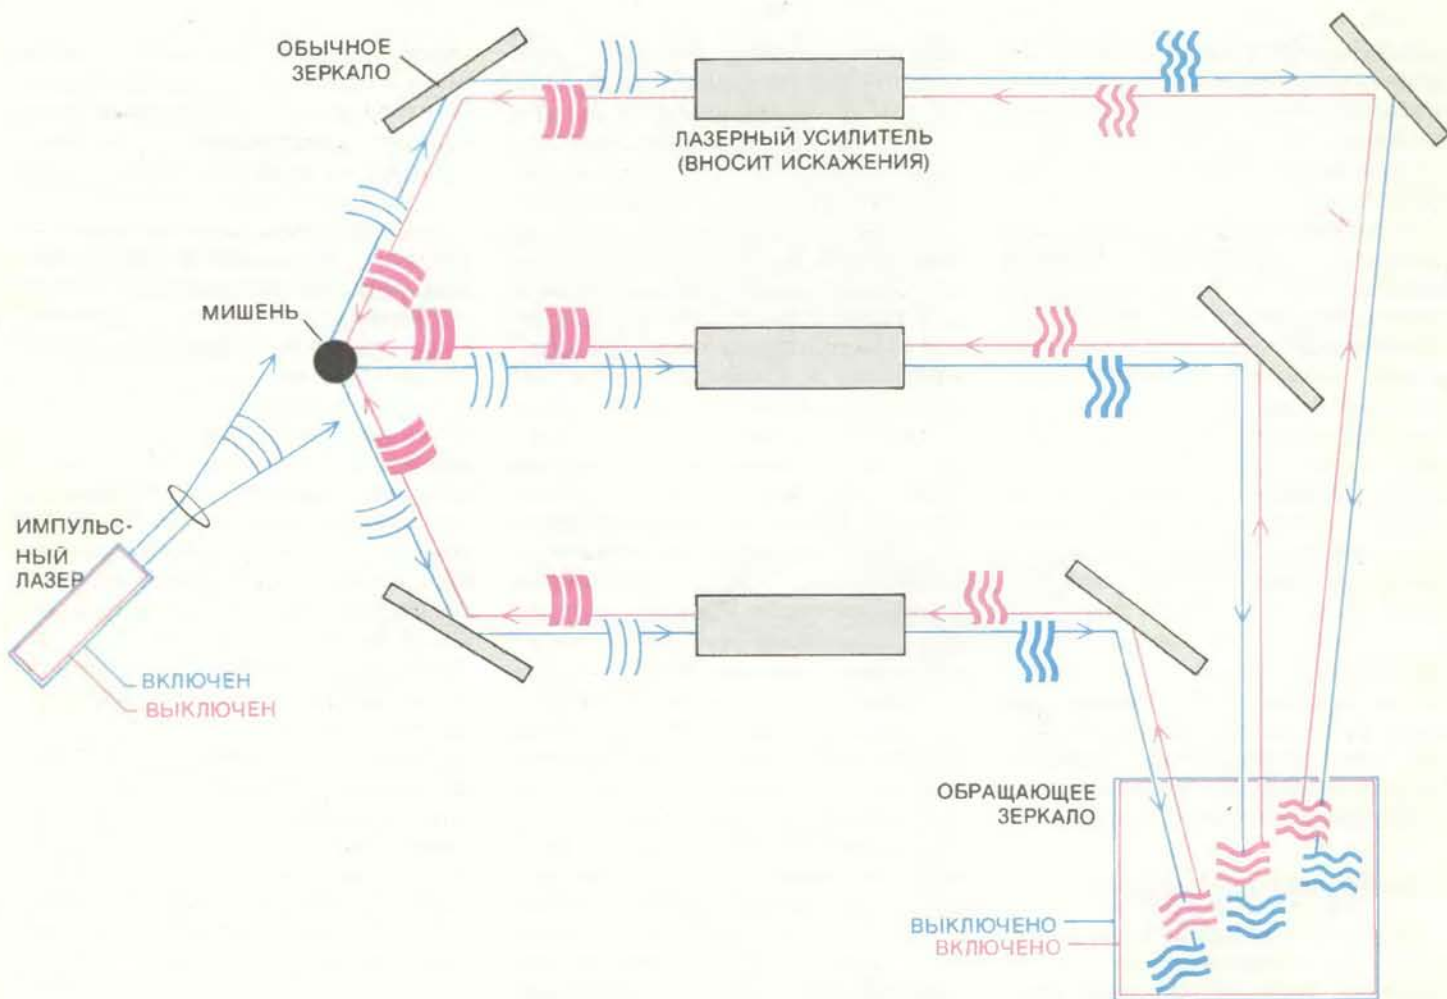 ОБЫЧНОЕ
ЗЕРКАЛО
ЛАЗЕРНЫЙ УСИЛИТЕЛЬ
(ВНОСИТ ИСКАЖЕНИЯ)
МИШЕНЬ
ИМПУЛЬС-
НЫЙ
ЛАЗЕР
ВКЛЮЧЕН
ВЫКЛЮЧЕН
ОБРАЩАЮЩЕЕ
ЗЕРКАЛО
ВЫКЛЮЧЕНО
ВКЛЮЧЕНО